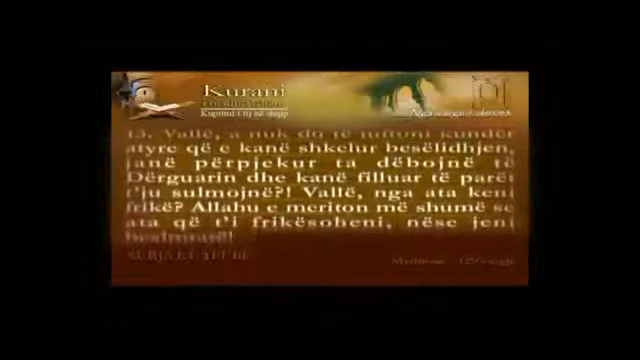 Kurani
Kuptimi i tij në shqip
13. Vallë, a nuk do të luftoni kundër
atyre që e kanë shkelur besëlidhjen,
janë përpjekur ta dëbojnë të
Dërguarin dhe kanë filluar të parët
t'ju sulmojnë?! Vallë, nga ata keni
frikë? Allahu e meriton më shumë se
ata që t'i frikësoheni, nëse jeni
besimtarë!
SURJA ET TEUBE